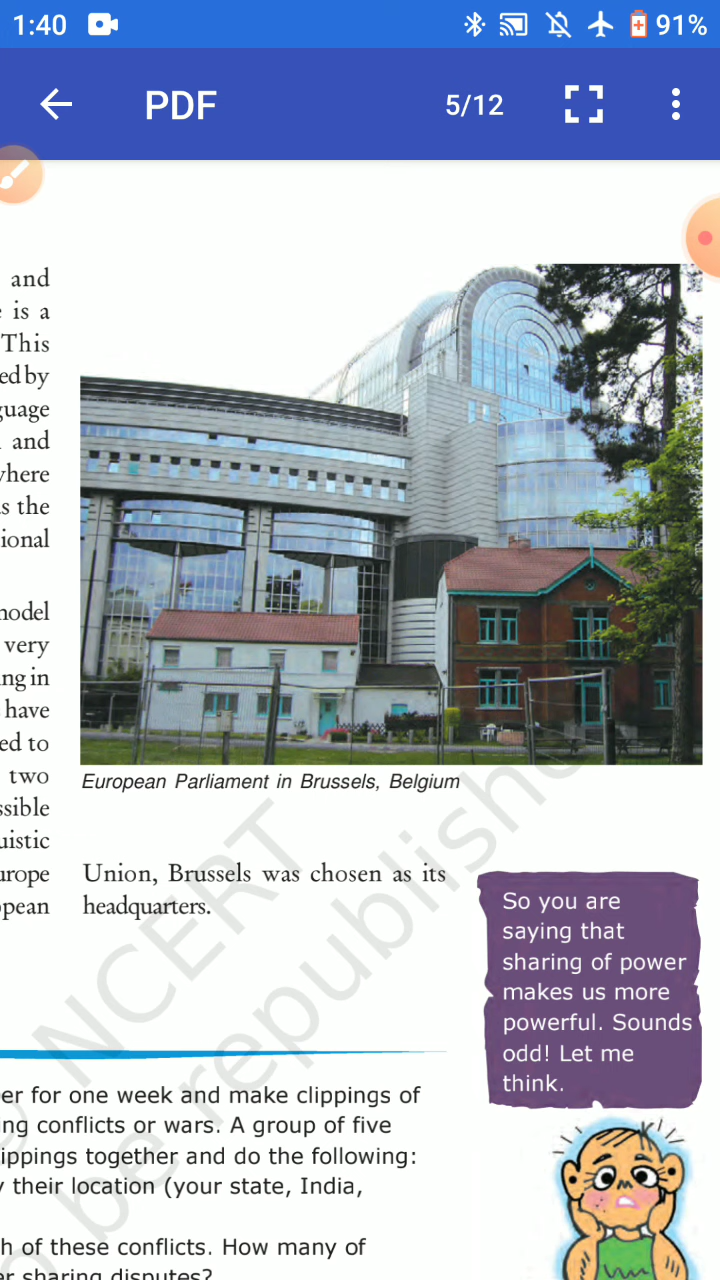 1:40
91%
PDF
5/12
and
is a
This
ed by
guage
and
where
s the
ional
model
very
ng in
have
ed to
two
ssible
uistic
urope
opean
European Parliament in Brussels, Belgium
Union, Brussels was chosen as its
headquarters.
So you are
saying that
sharing of power
makes us more
powerful. Sounds
odd! Let me
think.
er for one week and make clippings of
ng conflicts or wars. A group of five
ippings together and do the following:
y their location (your state, India,
h of these conflicts. How many of
er sharing disputes?
© NCERT
be republished